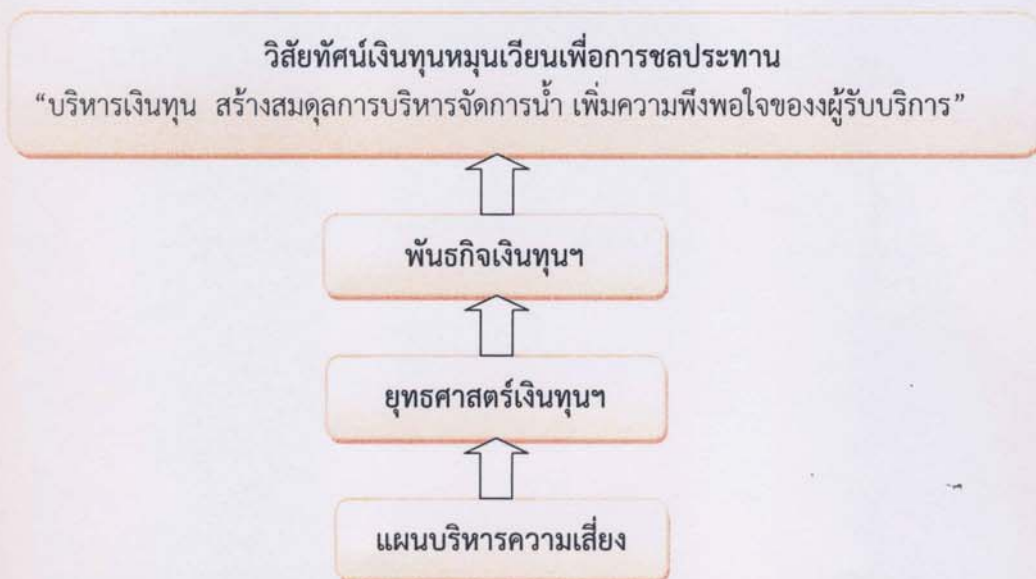 วิสัยทัศน์เงินทุนหมุนเวียนเพื่อการชลประทาน
“บริหารเงินทุน สร้างสมดุลการบริหารจัดการน้ำ เพิ่มความพึงพอใจของงผู้รับบริการ”
พันธกิจเงินทุนฯ
ยุทธศาสตร์เงินทุนฯ
แผนบริหารความเสี่ยง